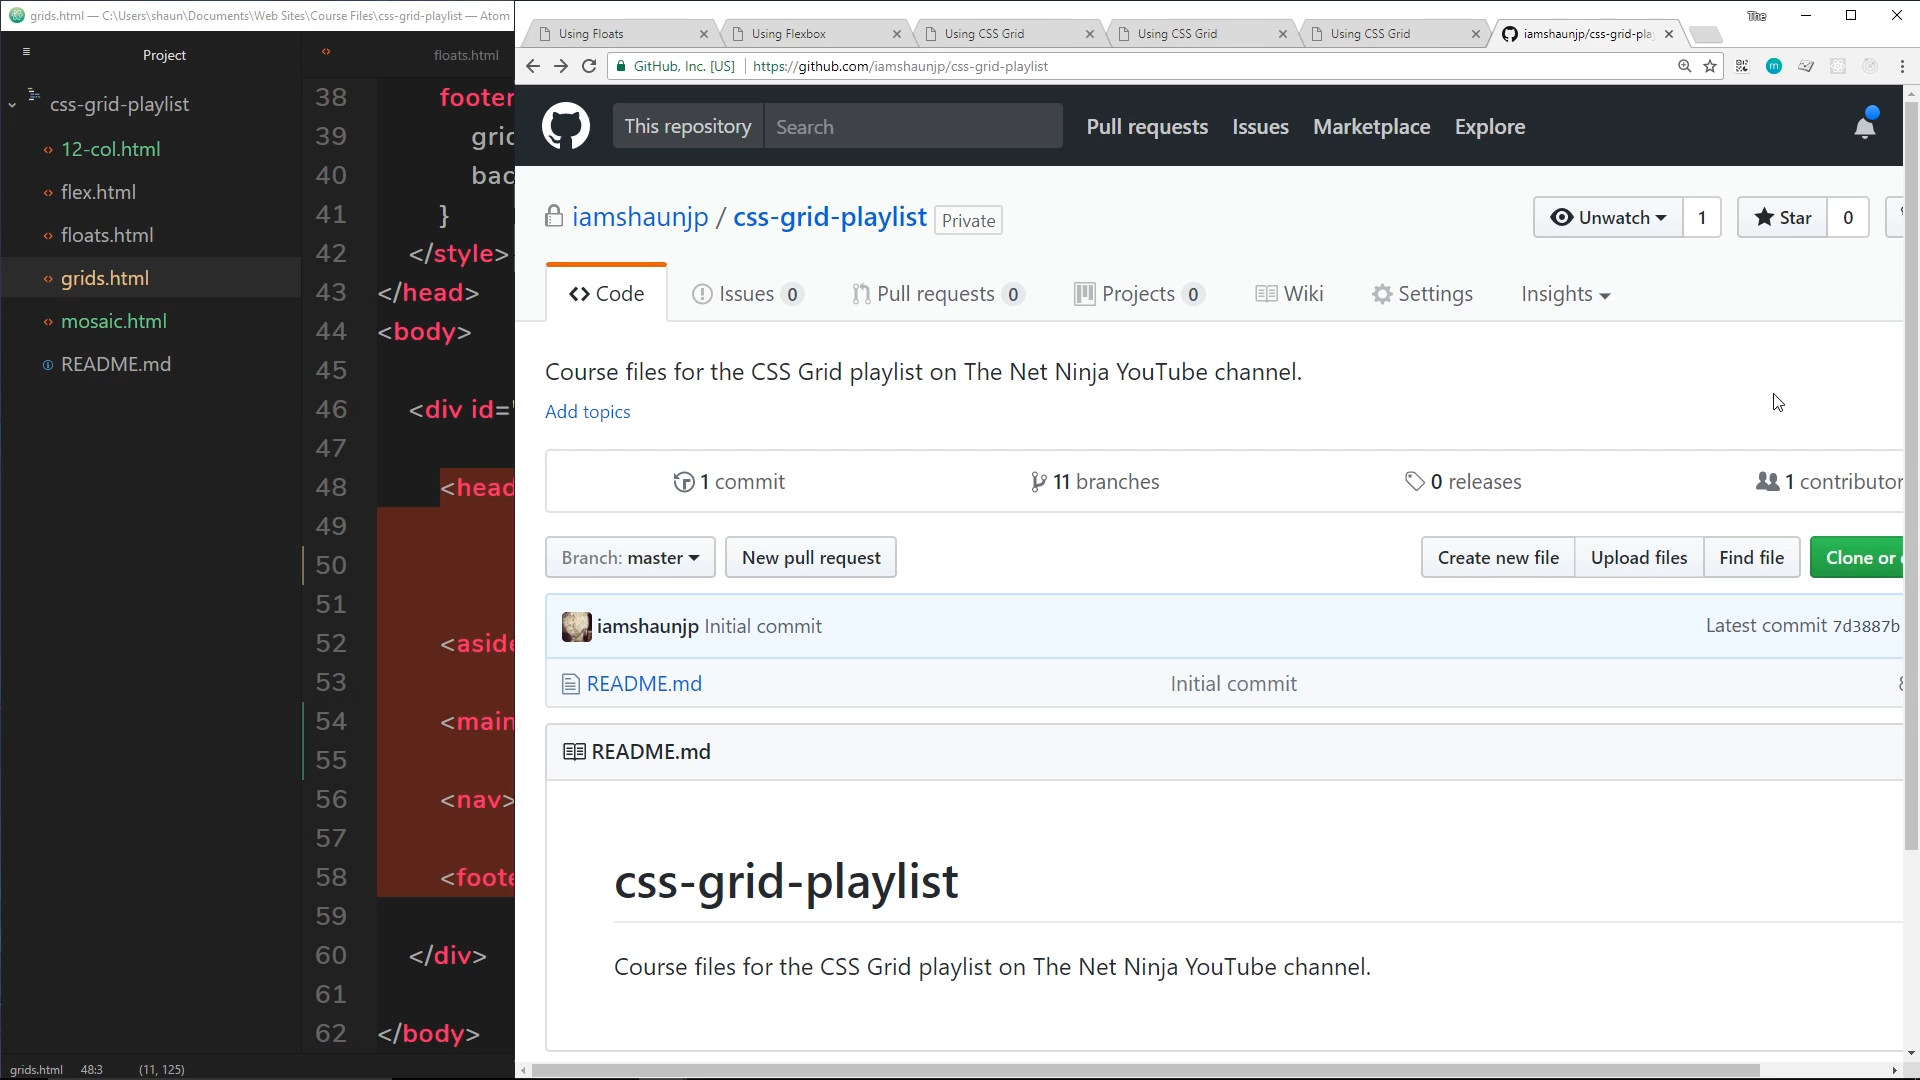 grids.html — C:\Users\shaun\Documents\Web Sites\Course Files\css-grid-playlist — Atom
Project
floats.html
css-grid-playlist
12-col.html
flex.html
floats.html
grids.html
mosaic.html
README.md
38 footer
39 grid
40 bac
41 }
42 </style>
43 </head>
44 <body>
45
46 <div id="
47
48 <head
49
50
51
52 <aside
53
54 <main
55
56 <nav>
57
58 <foote
59
60 </div>
61
62 </body>
grids.html 48:3 (11, 125)
Using Floats
Using Flexbox
Using CSS Grid
Using CSS Grid
Using CSS Grid
iamshaunjp/css-grid-play
The
GitHub, Inc. [US] https://github.com/iamshaunjp/css-grid-playlist
This repository Search Pull requests Issues Marketplace Explore
iamshaunjp / css-grid-playlist Private
Unwatch 1 Star 0
Code Issues 0 Pull requests 0 Projects 0 Wiki Settings Insights
Course files for the CSS Grid playlist on The Net Ninja YouTube channel.
Add topics
1 commit 11 branches 0 releases 1 contributor
Branch: master New pull request Create new file Upload files Find file Clone or
iamshaunjp Initial commit Latest commit 7d3887b
README.md Initial commit
README.md
css-grid-playlist
Course files for the CSS Grid playlist on The Net Ninja YouTube channel.